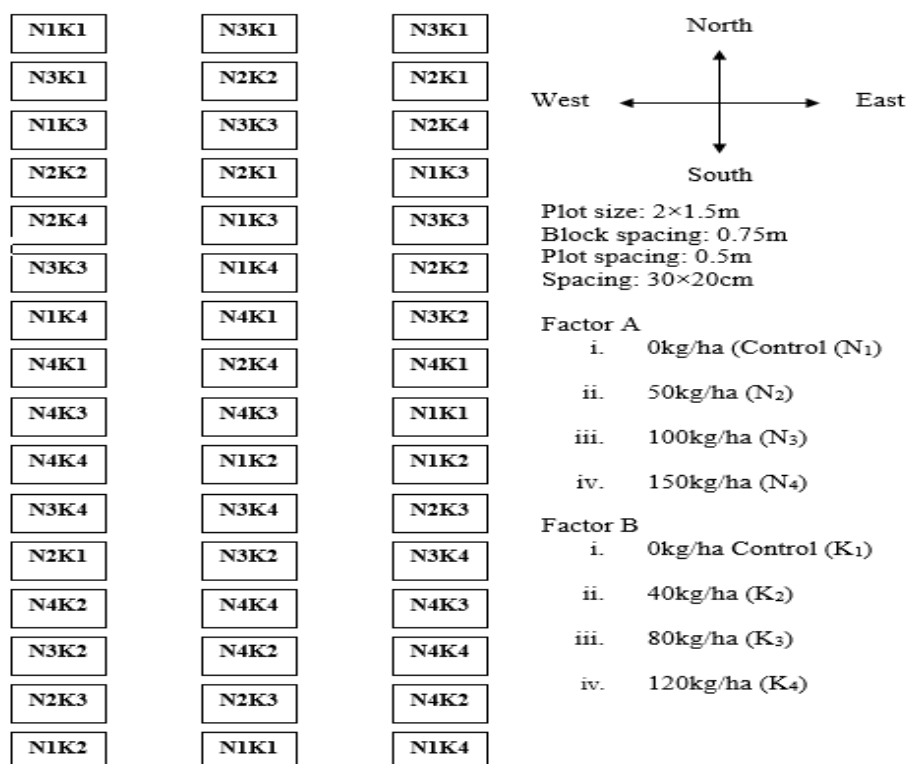 N1K1 N3K1 N3K1
N3K1 N2K2 N2K1
N1K3 N3K3 N2K4
N2K2 N2K1 N1K3
N2K4 N1K3 N3K3
N3K3 N1K4 N2K2
N1K4 N4K1 N3K2
N4K1 N2K4 N4K1
N4K3 N4K3 N1K1
N4K4 N1K2 N1K2
N3K4 N3K4 N2K3
N2K1 N3K2 N3K4
N4K2 N4K4 N4K3
N3K2 N4K2 N4K4
N2K3 N2K3 N4K2
N1K2 N1K1 N1K4
North
West East
South
Plot size: 2×1.5m
Block spacing: 0.75m
Plot spacing: 0.5m
Spacing: 30×20cm
Factor A
i. 0kg/ha (Control (N₁)
ii. 50kg/ha (N₂)
iii. 100kg/ha (N₃)
iv. 150kg/ha (N₄)
Factor B
i. 0kg/ha Control (K₁)
ii. 40kg/ha (K₂)
iii. 80kg/ha (K₃)
iv. 120kg/ha (K₄)